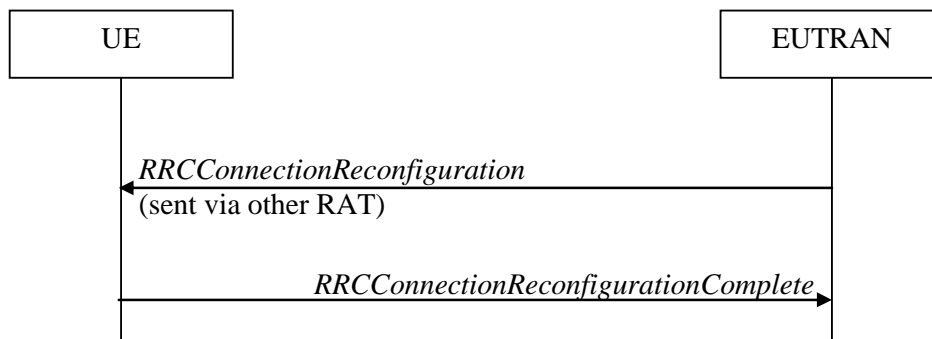 UE
EUTRAN
RRCConnectionReconfiguration
(sent via other RAT)
RRCConnectionReconfigurationComplete